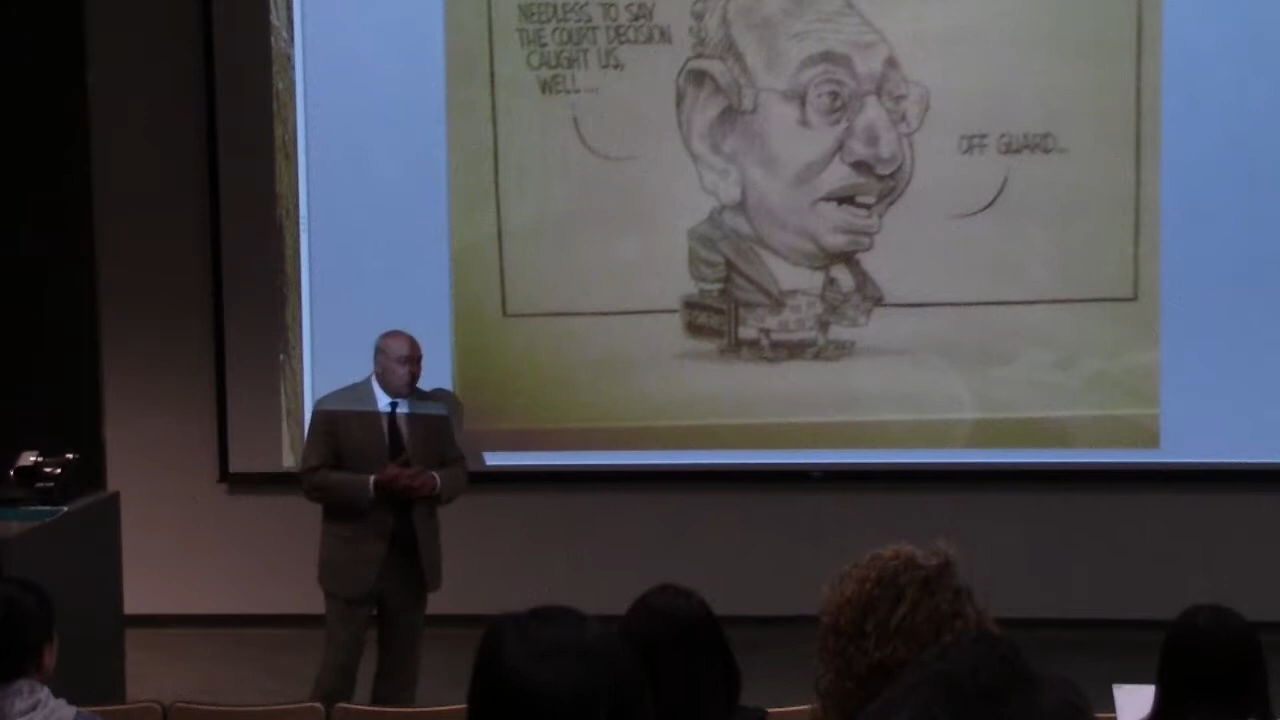 NEEDLESS TO SAY
THE COURT DECISION
CAUGHT US,
WELL...
OFF GUARD...